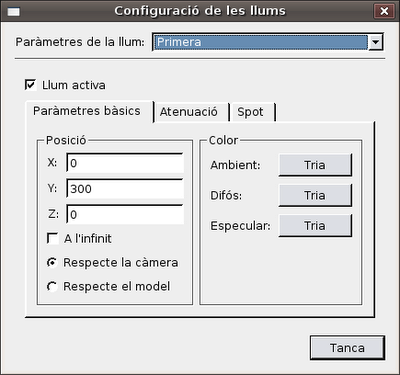 Configuració de les llums
Paràmetres de la llum: Primera
Llum activa
Paràmetres bàsics Atenuació Spot
Posició
X: 0
Y: 300
Z: 0
A l'infinit
Respecte la càmera
Respecte el model
Color
Ambient: Tria
Difós: Tria
Especular: Tria
Tanca